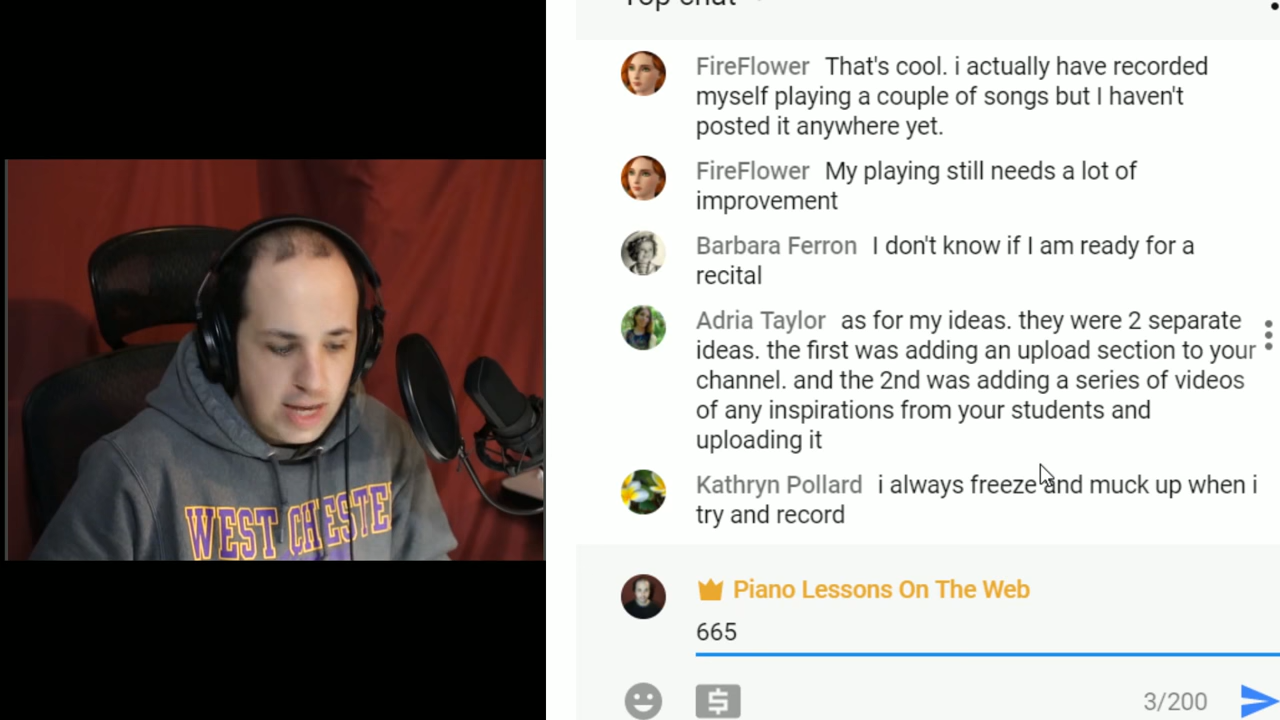 FireFlower That's cool. i actually have recorded
myself playing a couple of songs but I haven't
posted it anywhere yet.
FireFlower My playing still needs a lot of
improvement
Barbara Ferron I don't know if I am ready for a
recital
Adria Taylor as for my ideas. they were 2 separate
ideas. the first was adding an upload section to your
channel. and the 2nd was adding a series of videos
of any inspirations from your students and
uploading it
Kathryn Pollard i always freeze and muck up when i
try and record
Piano Lessons On The Web
665
3/200
WEST CHESTE